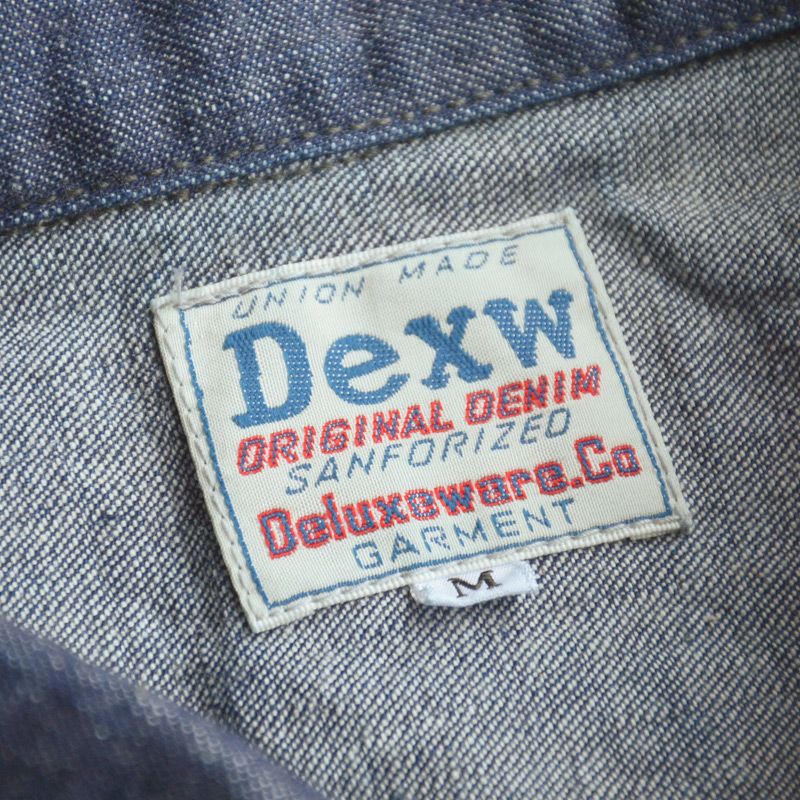 UNION MADE
Dexw
ORIGINAL DENIM
SANFORIZED
Deluxeware.Co
GARMENT
M